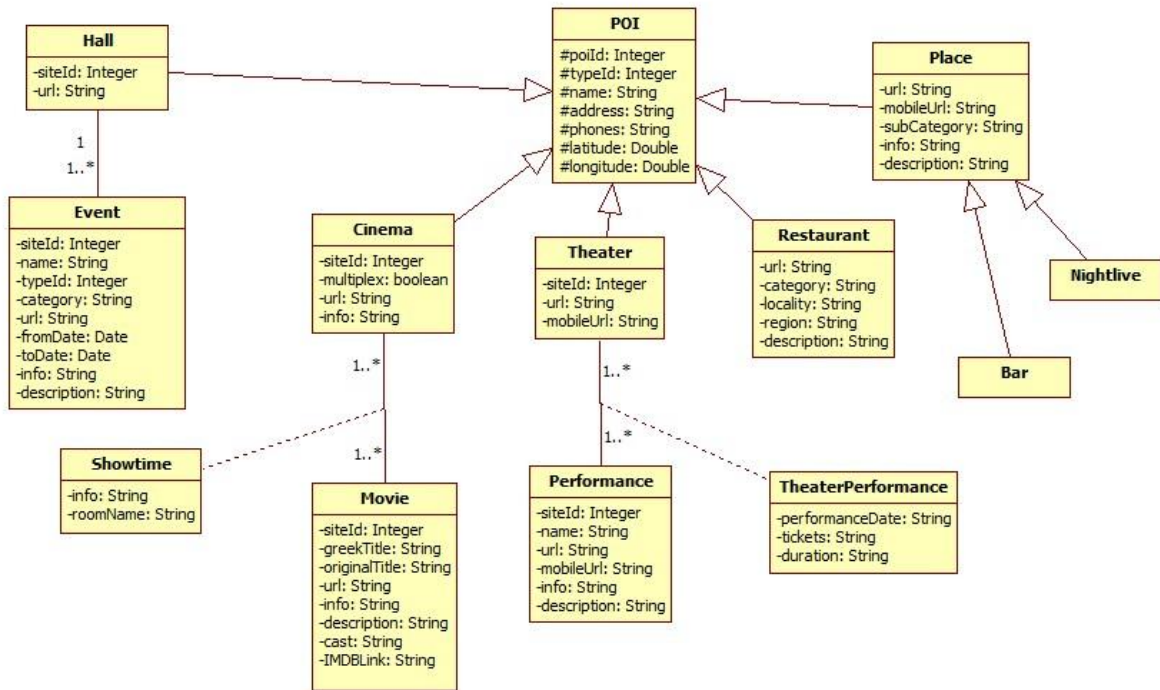 Hall
-siteId: Integer
-url: String
POI
#poiId: Integer
#typeId: Integer
#name: String
#address: String
#phones: String
#latitude: Double
#longitude: Double
Place
-url: String
-mobileUrl: String
-subCategory: String
-info: String
-description: String
1
1..*
Event
-siteId: Integer
-name: String
-typeId: Integer
-category: String
-url: String
-fromDate: Date
-toDate: Date
-info: String
-description: String
Cinema
-siteId: Integer
-multiplex: boolean
-url: String
-info: String
Theater
-siteId: Integer
-url: String
-mobileUrl: String
Restaurant
-url: String
-category: String
-locality: String
-region: String
-description: String
Nightlive
Bar
1..*
1..*
1..*
1..*
Showtime
-info: String
-roomName: String
Movie
-siteId: Integer
-greekTitle: String
-originalTitle: String
-url: String
-info: String
-description: String
-cast: String
-IMDBLink: String
Performance
-siteId: Integer
-name: String
-url: String
-mobileUrl: String
-info: String
-description: String
TheaterPerformance
-performanceDate: String
-tickets: String
-duration: String